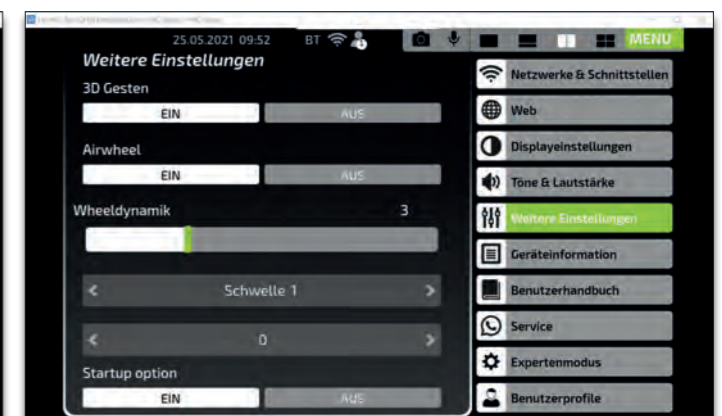 25.05.2021 09:52 BT MENU
Weitere Einstellungen
3D Gesten
EIN AUS
Airwheel
EIN AUS
Wheeldynamik 3
< Schwelle 1 >
< 0 >
Startup option
EIN AUS
Netzwerke & Schnittstellen
Web
Displayeinstellungen
Töne & Lautstärke
Weitere Einstellungen
Geräteinformation
Benutzerhandbuch
Service
Expertenmodus
Benutzerprofile